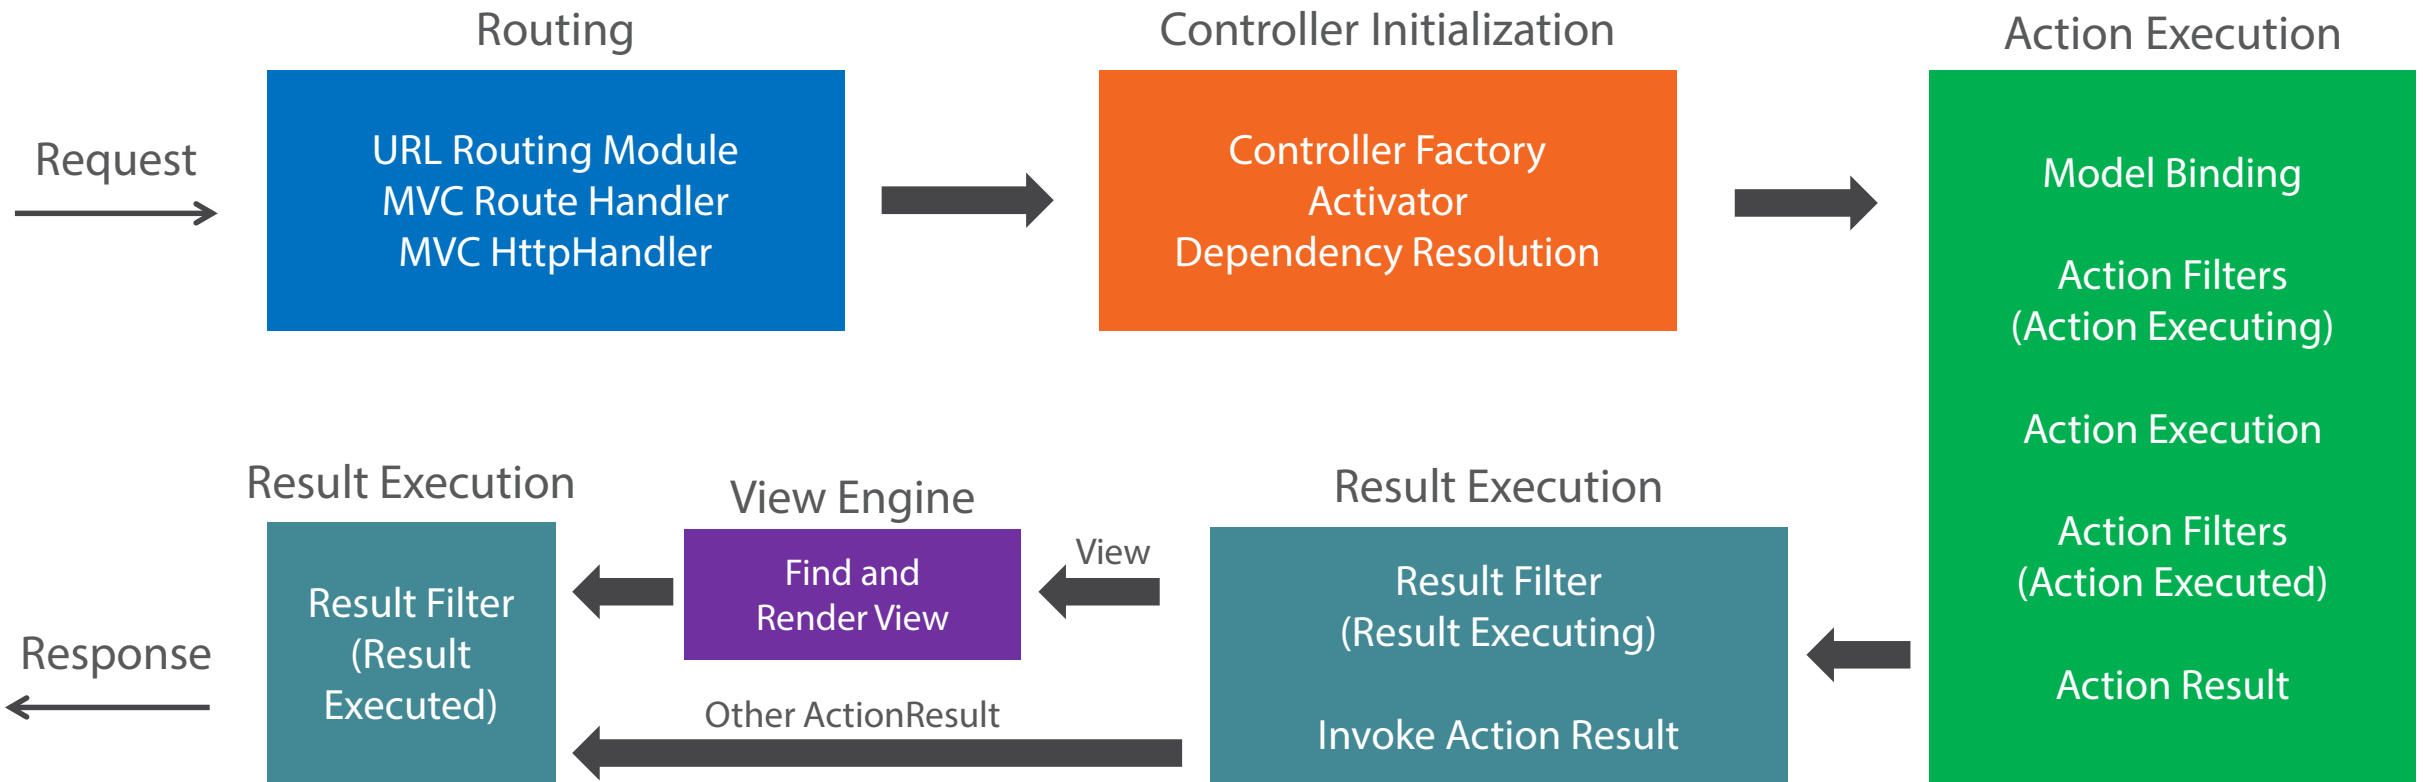 Routing
Controller Initialization
Action Execution
Request
URL Routing Module
MVC Route Handler
MVC HttpHandler
Controller Factory
Activator
Dependency Resolution
Model Binding
Action Filters
(Action Executing)
Action Execution
Action Filters
(Action Executed)
Action Result
Result Execution
Result Filter
(Result Executing)
Invoke Action Result
View
View Engine
Find and
Render View
Other ActionResult
Result Execution
Result Filter
(Result
Executed)
Response